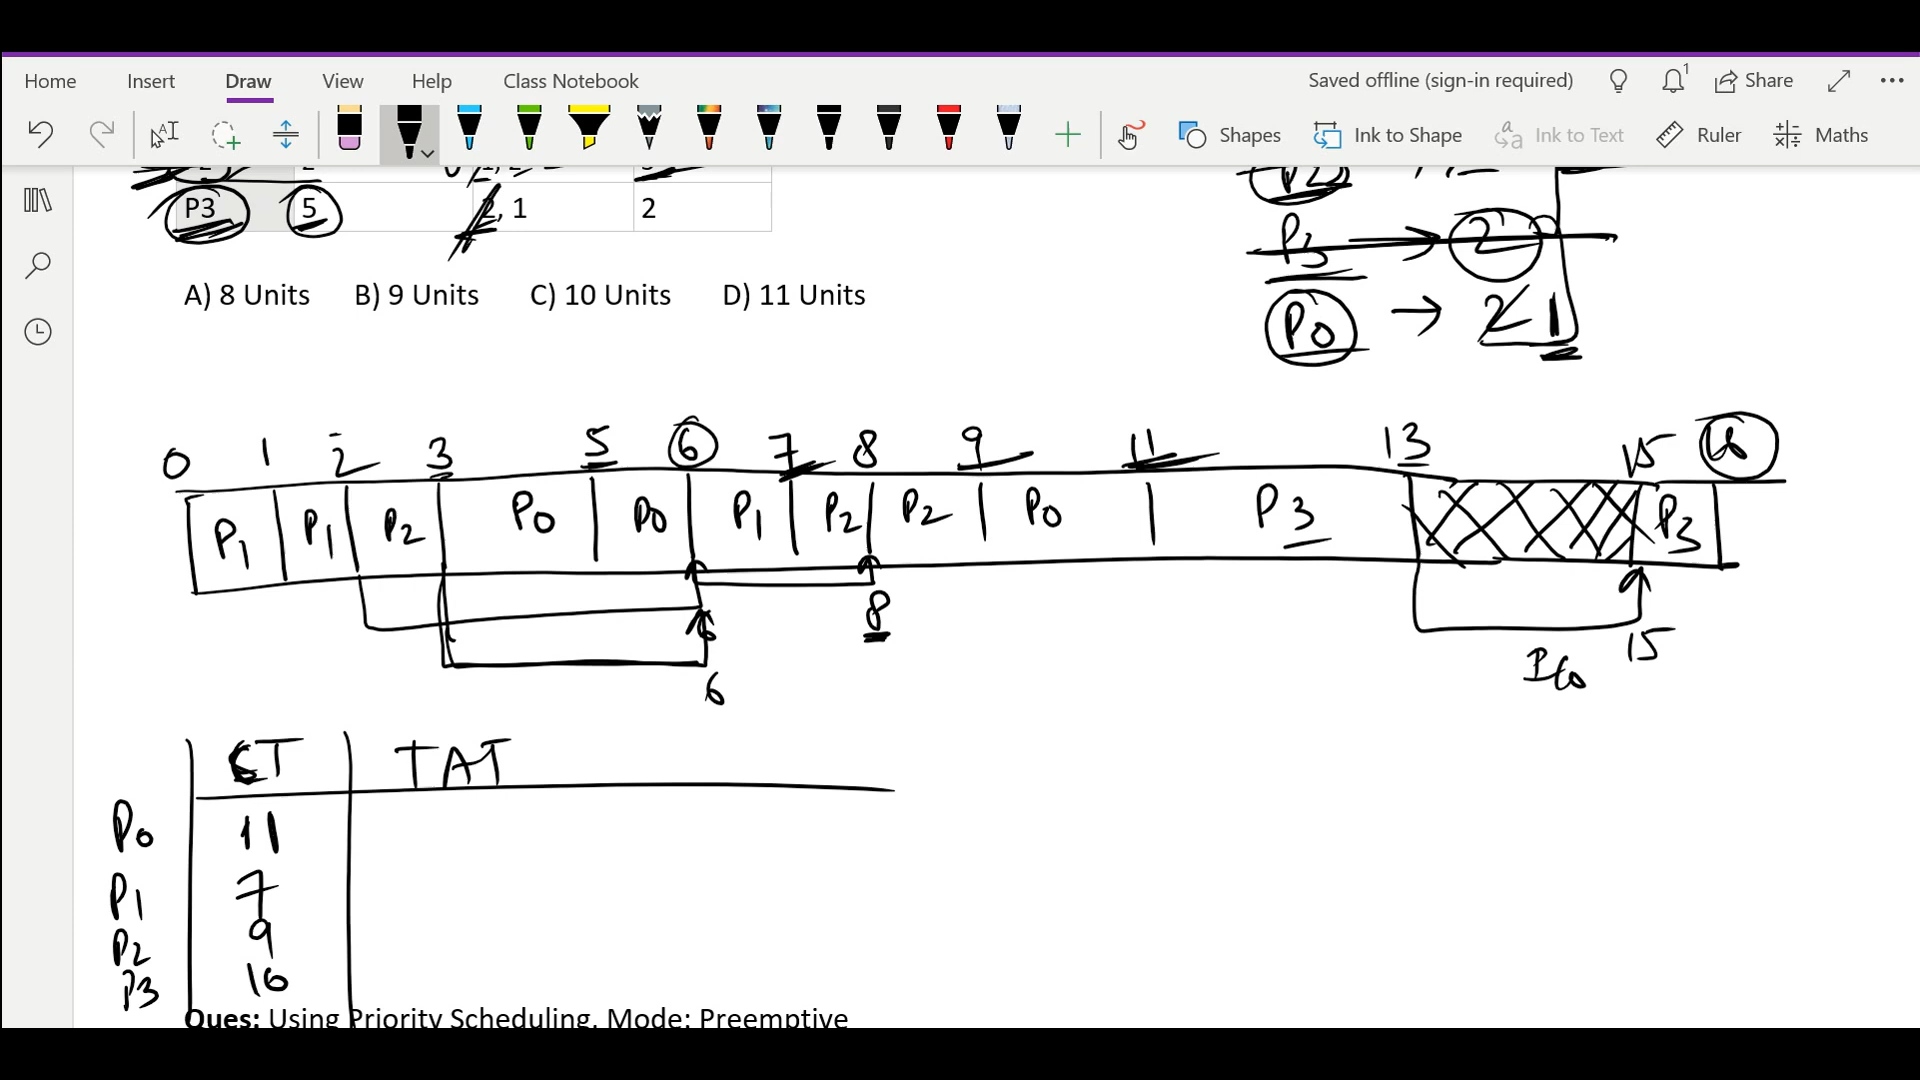 Home Insert Draw View Help Class Notebook Saved offline (sign-in required) 1 Share
Shapes Ink to Shape Ink to Text Ruler Maths
P3 5 2, 1 2
P3 → 2
A) 8 Units B) 9 Units C) 10 Units D) 11 Units
P0 → 2 1
0 1 2 3 5 6 7 8 9 11 13 15 16
P1 P1 P2 P0 P0 P1 P2 P2 P0 P3 P3
6 8
6 15
I/O
CT TAT
P0 11
P1 7
P2 9
P3 16
Ques: Using Priority Scheduling, Mode: Preemptive